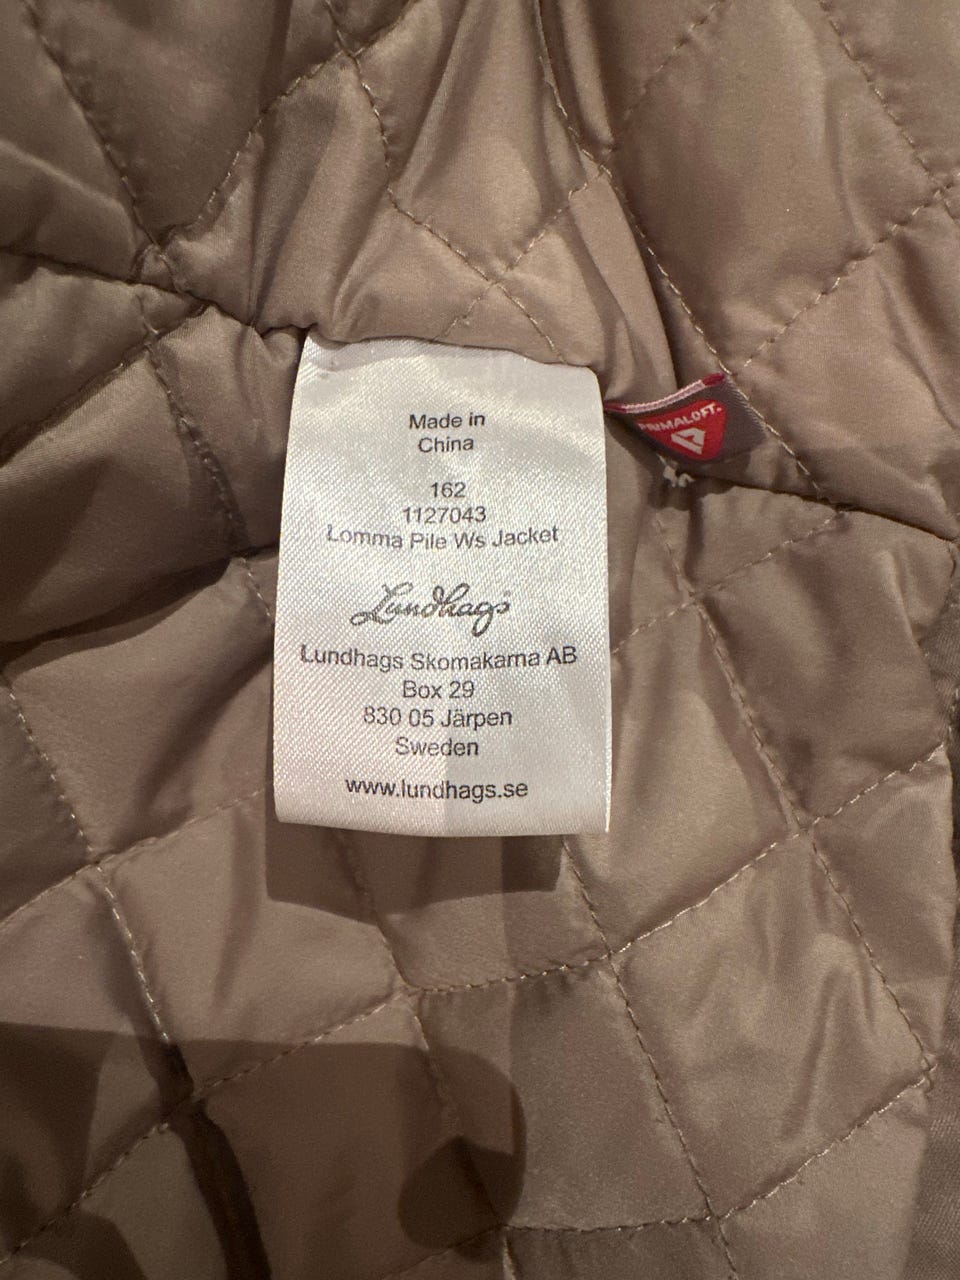 Made in
China
162
1127043
Lomma Pile Ws Jacket
Lundhags
Lundhags Skomakarna AB
Box 29
830 05 Järpen
Sweden
www.lundhags.se
PRIMALOFT.